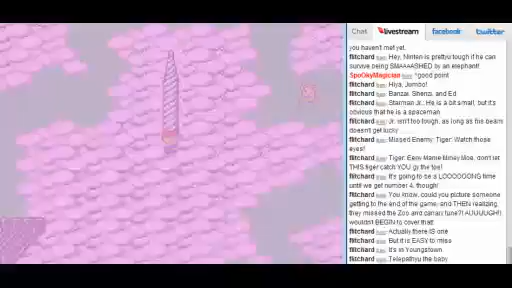 Chat
livestream
facebook
twitter
you haven't met yet.
flitchard: Hey, Ninten is pretty tough if he can
survive being SMAAAASHED by an elephant!
SpoOkyMagician: ^good point
flitchard: Hiya, Jumbo!
flitchard: Banzai, Shenzi, and Ed
flitchard: Starman Jr.: He is a bit small, but it's
obvious that he is a spaceman
flitchard: Jr. isn't too tough, as long as the beam
doesn't get lucky
flitchard: Missed Enemy: Tiger: Watch those
eyes!
flitchard: Tiger: Eeny Meenie Miney Moe, don't let
THIS tiger catch YOU by the toe!
flitchard: It's going to be a LOOOOOONG time
until we get number 4, though!
flitchard: You know, could you picture someone
getting to the end of the game, and THEN realizing,
they missed the Zoo and canary tune?! AUUUUGH! I
wouldn't BEGIN to cover that!
flitchard: Actually there IS one
flitchard: But it is EASY to miss
flitchard: It's in Youngstown
flitchard: Telepathy the baby